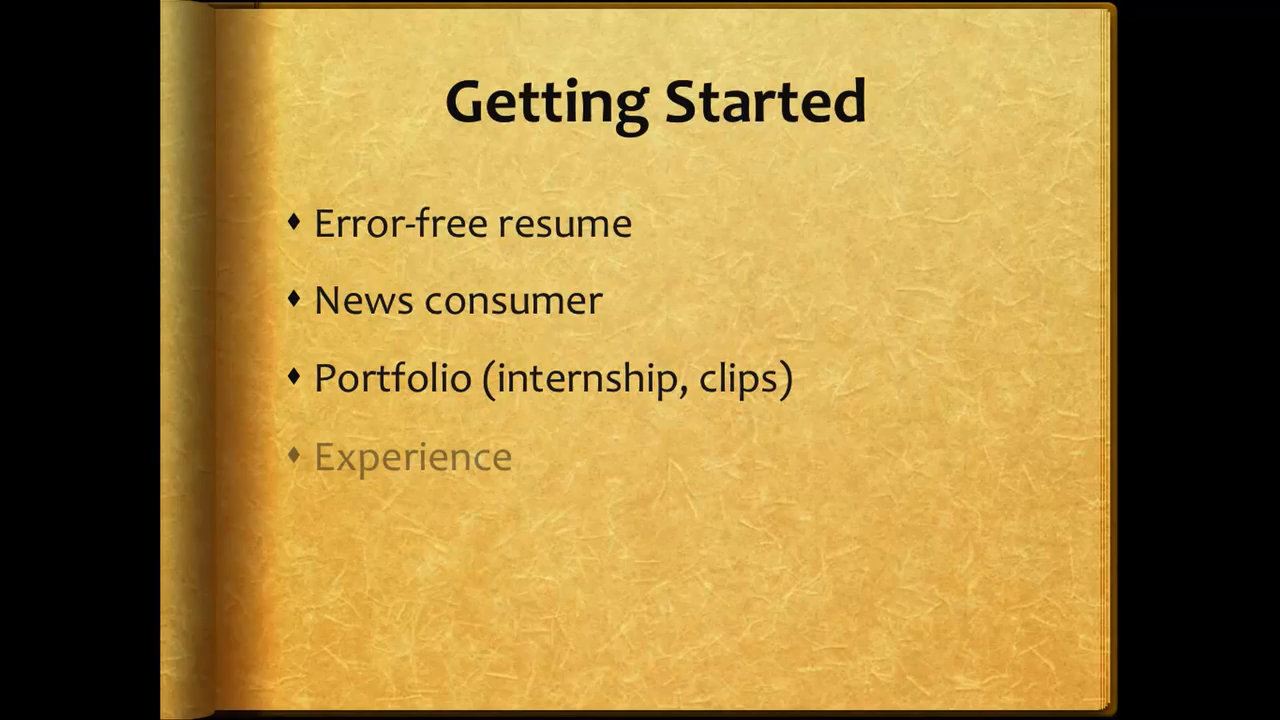 Getting Started
♦ Error-free resume
♦ News consumer
♦ Portfolio (internship, clips)
♦ Experience